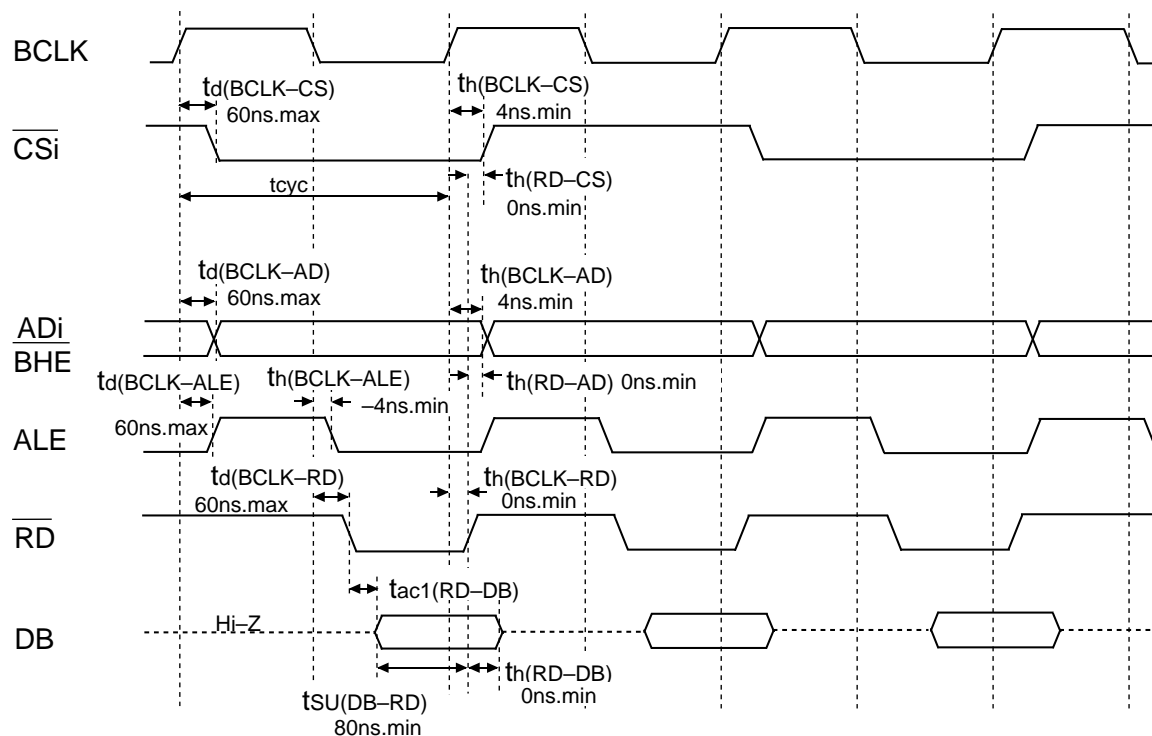 BCLK
td(BCLK–CS)
60ns.max
th(BCLK–CS)
4ns.min
CSi
tcyc
th(RD–CS)
0ns.min
td(BCLK–AD)
60ns.max
th(BCLK–AD)
4ns.min
ADi
BHE
td(BCLK–ALE)
60ns.max
th(BCLK–ALE)
–4ns.min
th(RD–AD) 0ns.min
ALE
td(BCLK–RD)
60ns.max
th(BCLK–RD)
0ns.min
RD
tac1(RD–DB)
Hi–Z
DB
tSU(DB–RD)
80ns.min
th(RD–DB)
0ns.min